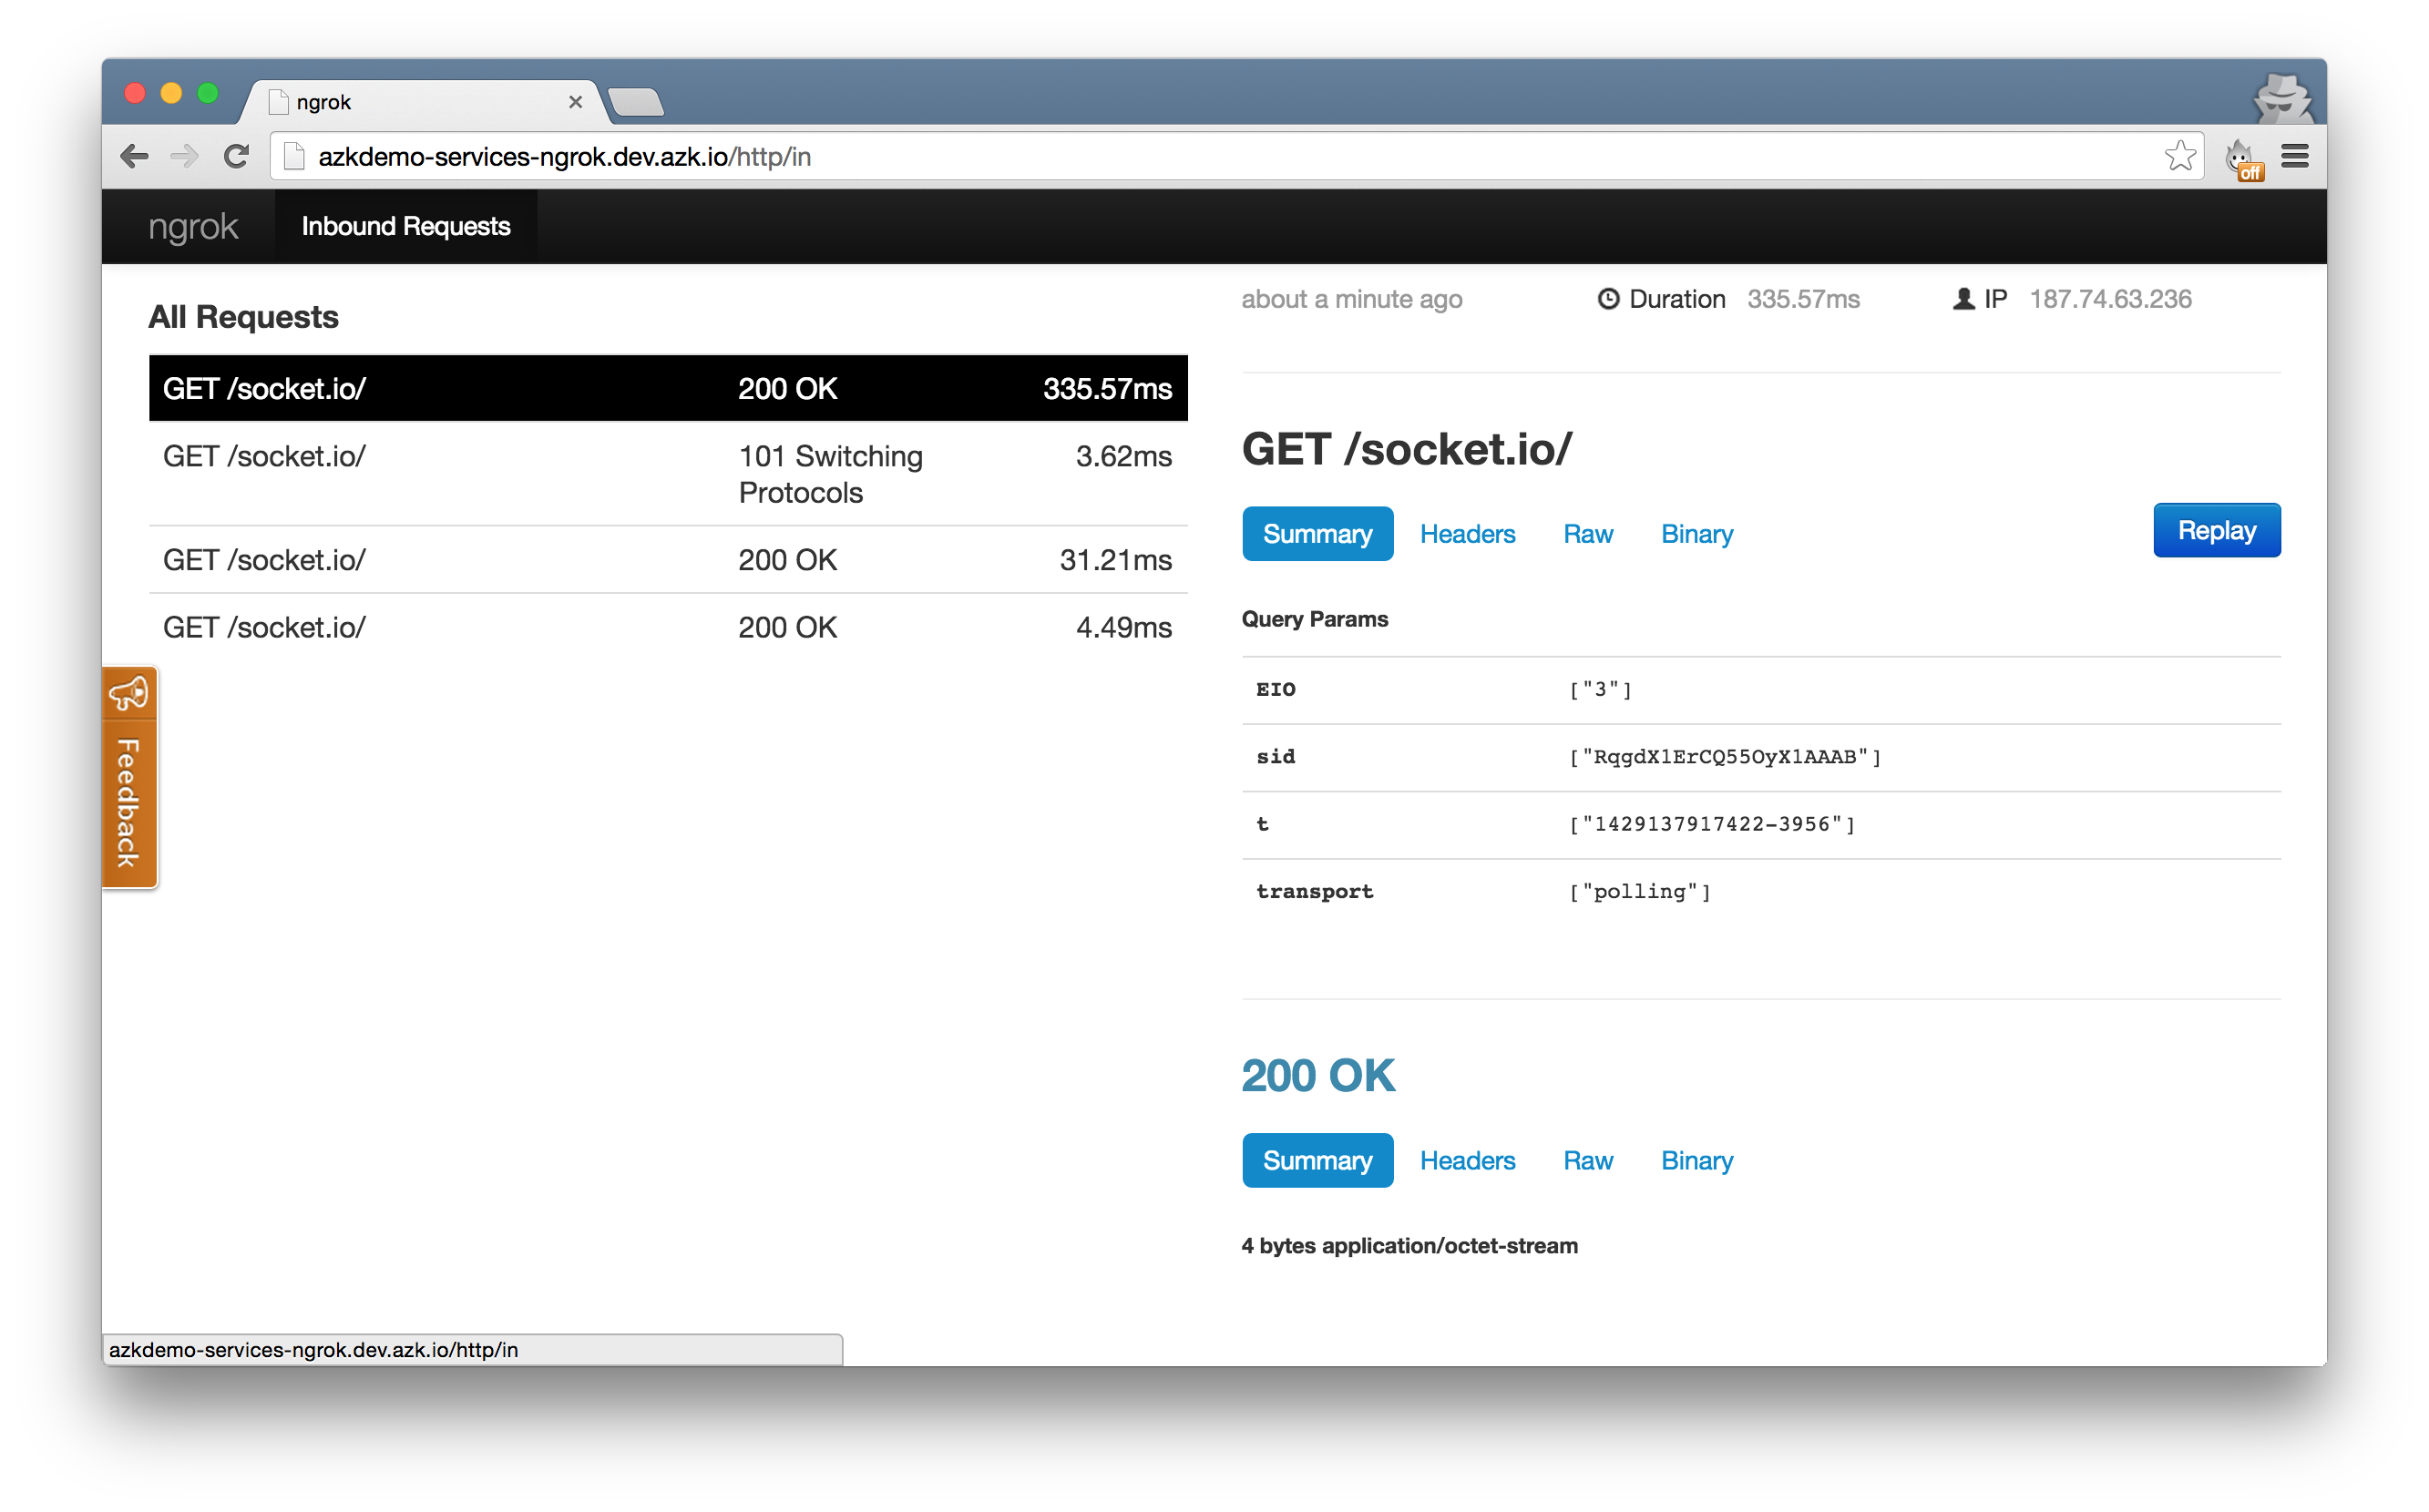 ngrok
azkdemo-services-ngrok.dev.azk.io/http/in
off
ngrok Inbound Requests
All Requests
GET /socket.io/ 200 OK 335.57ms
GET /socket.io/ 101 Switching Protocols 3.62ms
GET /socket.io/ 200 OK 31.21ms
GET /socket.io/ 200 OK 4.49ms
Feedback
about a minute ago Duration 335.57ms IP 187.74.63.236
GET /socket.io/
Summary Headers Raw Binary Replay
Query Params
EIO ["3"]
sid ["RqgdX1ErCQ55OyX1AAAB"]
t ["1429137917422-3956"]
transport ["polling"]
200 OK
Summary Headers Raw Binary
4 bytes application/octet-stream
azkdemo-services-ngrok.dev.azk.io/http/in